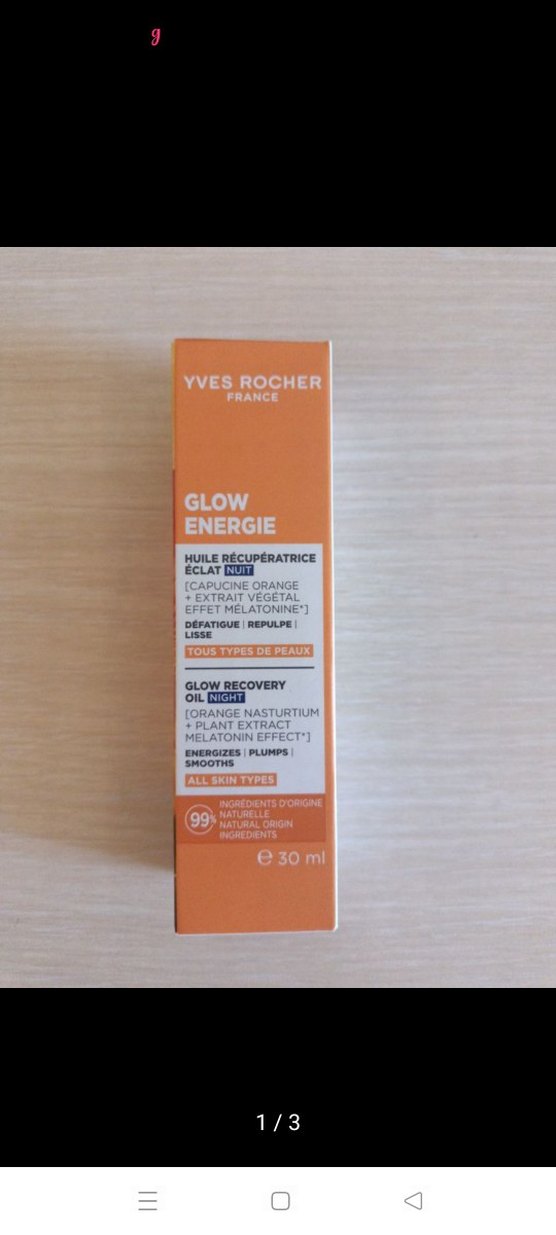 g
YVES ROCHER
FRANCE
GLOW
ENERGIE
HUILE RÉCUPÉRATRICE
ÉCLAT NUIT
[CAPUCINE ORANGE
+ EXTRAIT VÉGÉTAL
EFFET MÉLATONINE*]
DÉFATIGUE | REPULPE |
LISSE
TOUS TYPES DE PEAUX
GLOW RECOVERY
OIL NIGHT
[ORANGE NASTURTIUM
+ PLANT EXTRACT
MELATONIN EFFECT*]
ENERGIZES | PLUMPS |
SMOOTHS
ALL SKIN TYPES
99%
INGRÉDIENTS D'ORIGINE
NATURELLE
NATURAL ORIGIN
INGREDIENTS
℮ 30 ml
1 / 3